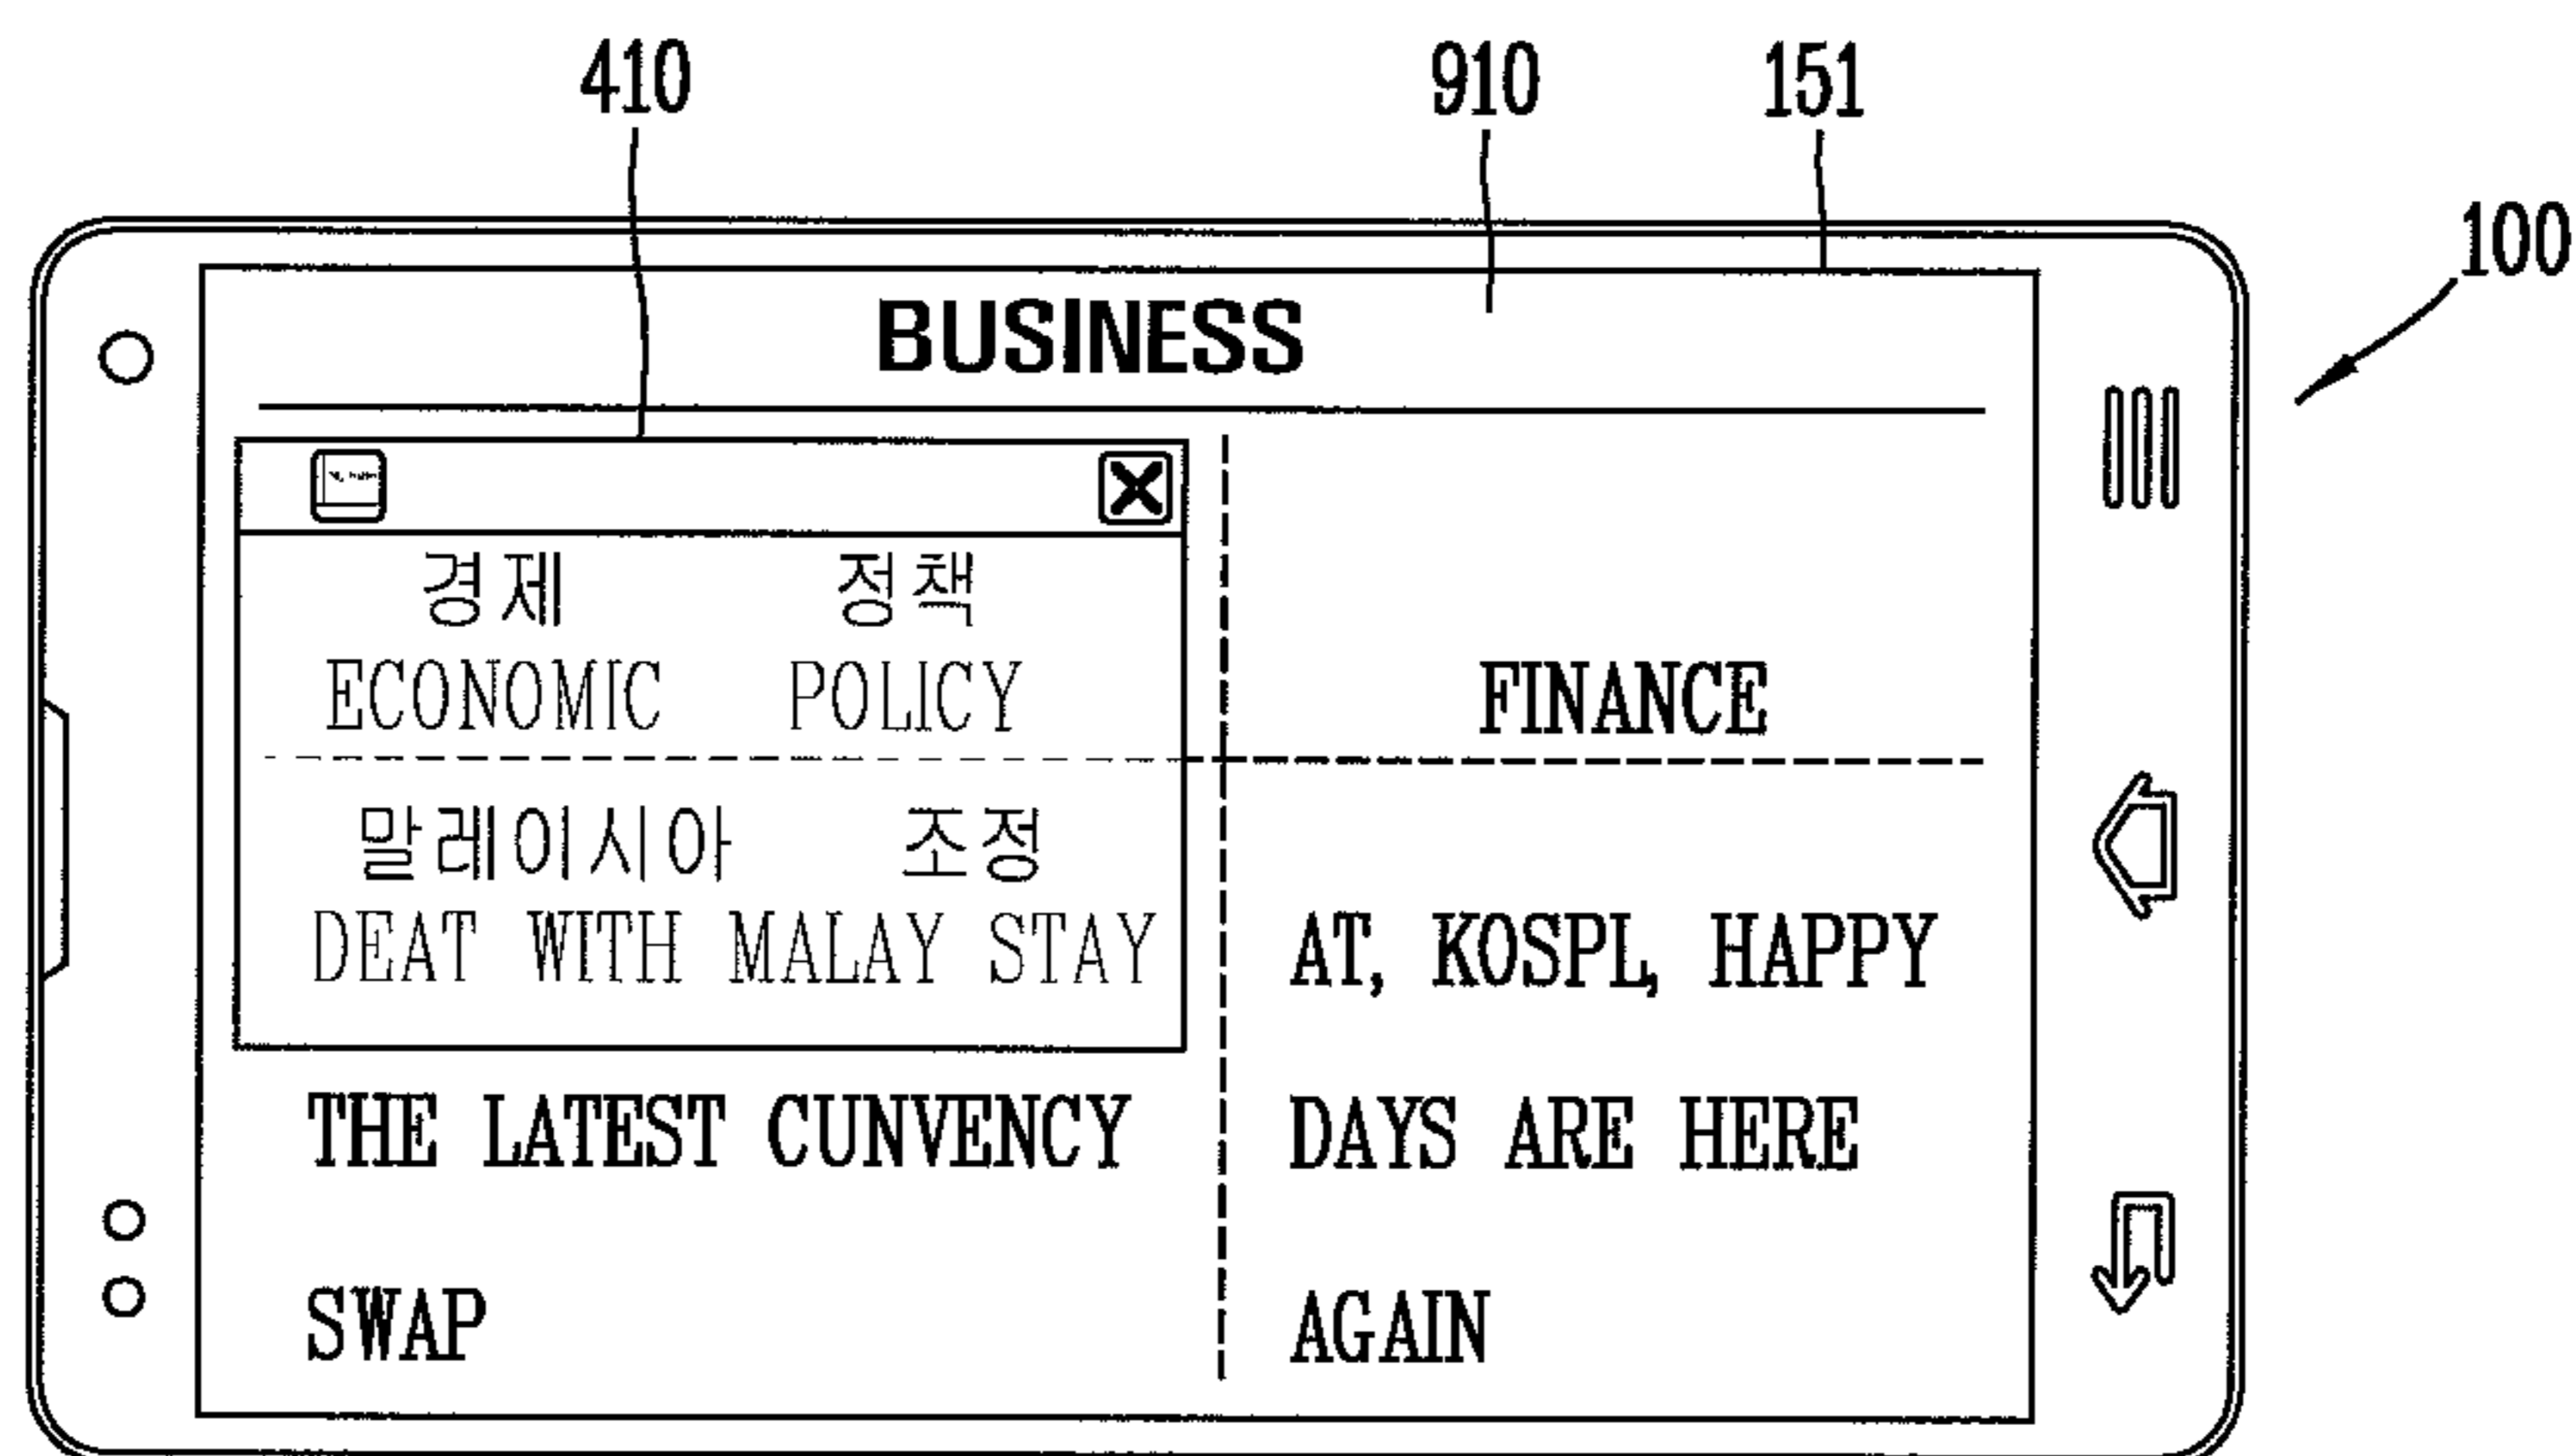 410 910 151
100
BUSINESS
경제 정책
ECONOMIC POLICY
말레이시아 조정
DEAT WITH MALAY STAY
THE LATEST CUNVENCY
SWAP
FINANCE
AT, KOSPL, HAPPY
DAYS ARE HERE
AGAIN